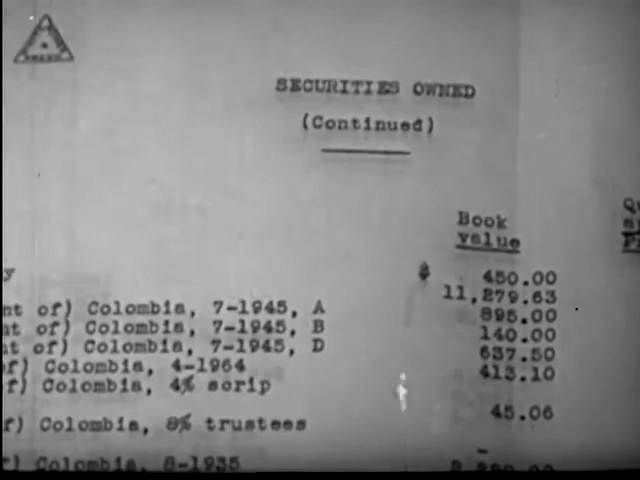 SECURITIES OWNED
(Continued)
Book
value
y
$ 450.00
11,279.63
nt of) Colombia, 7-1945, A 895.00
nt of) Colombia, 7-1945, B 140.00
nt of) Colombia, 7-1945, D 637.50
of) Colombia, 4-1964 413.10
f) Colombia, 4% scrip
45.06
f) Colombia, 8% trustees
f) Colombia, 8-1935